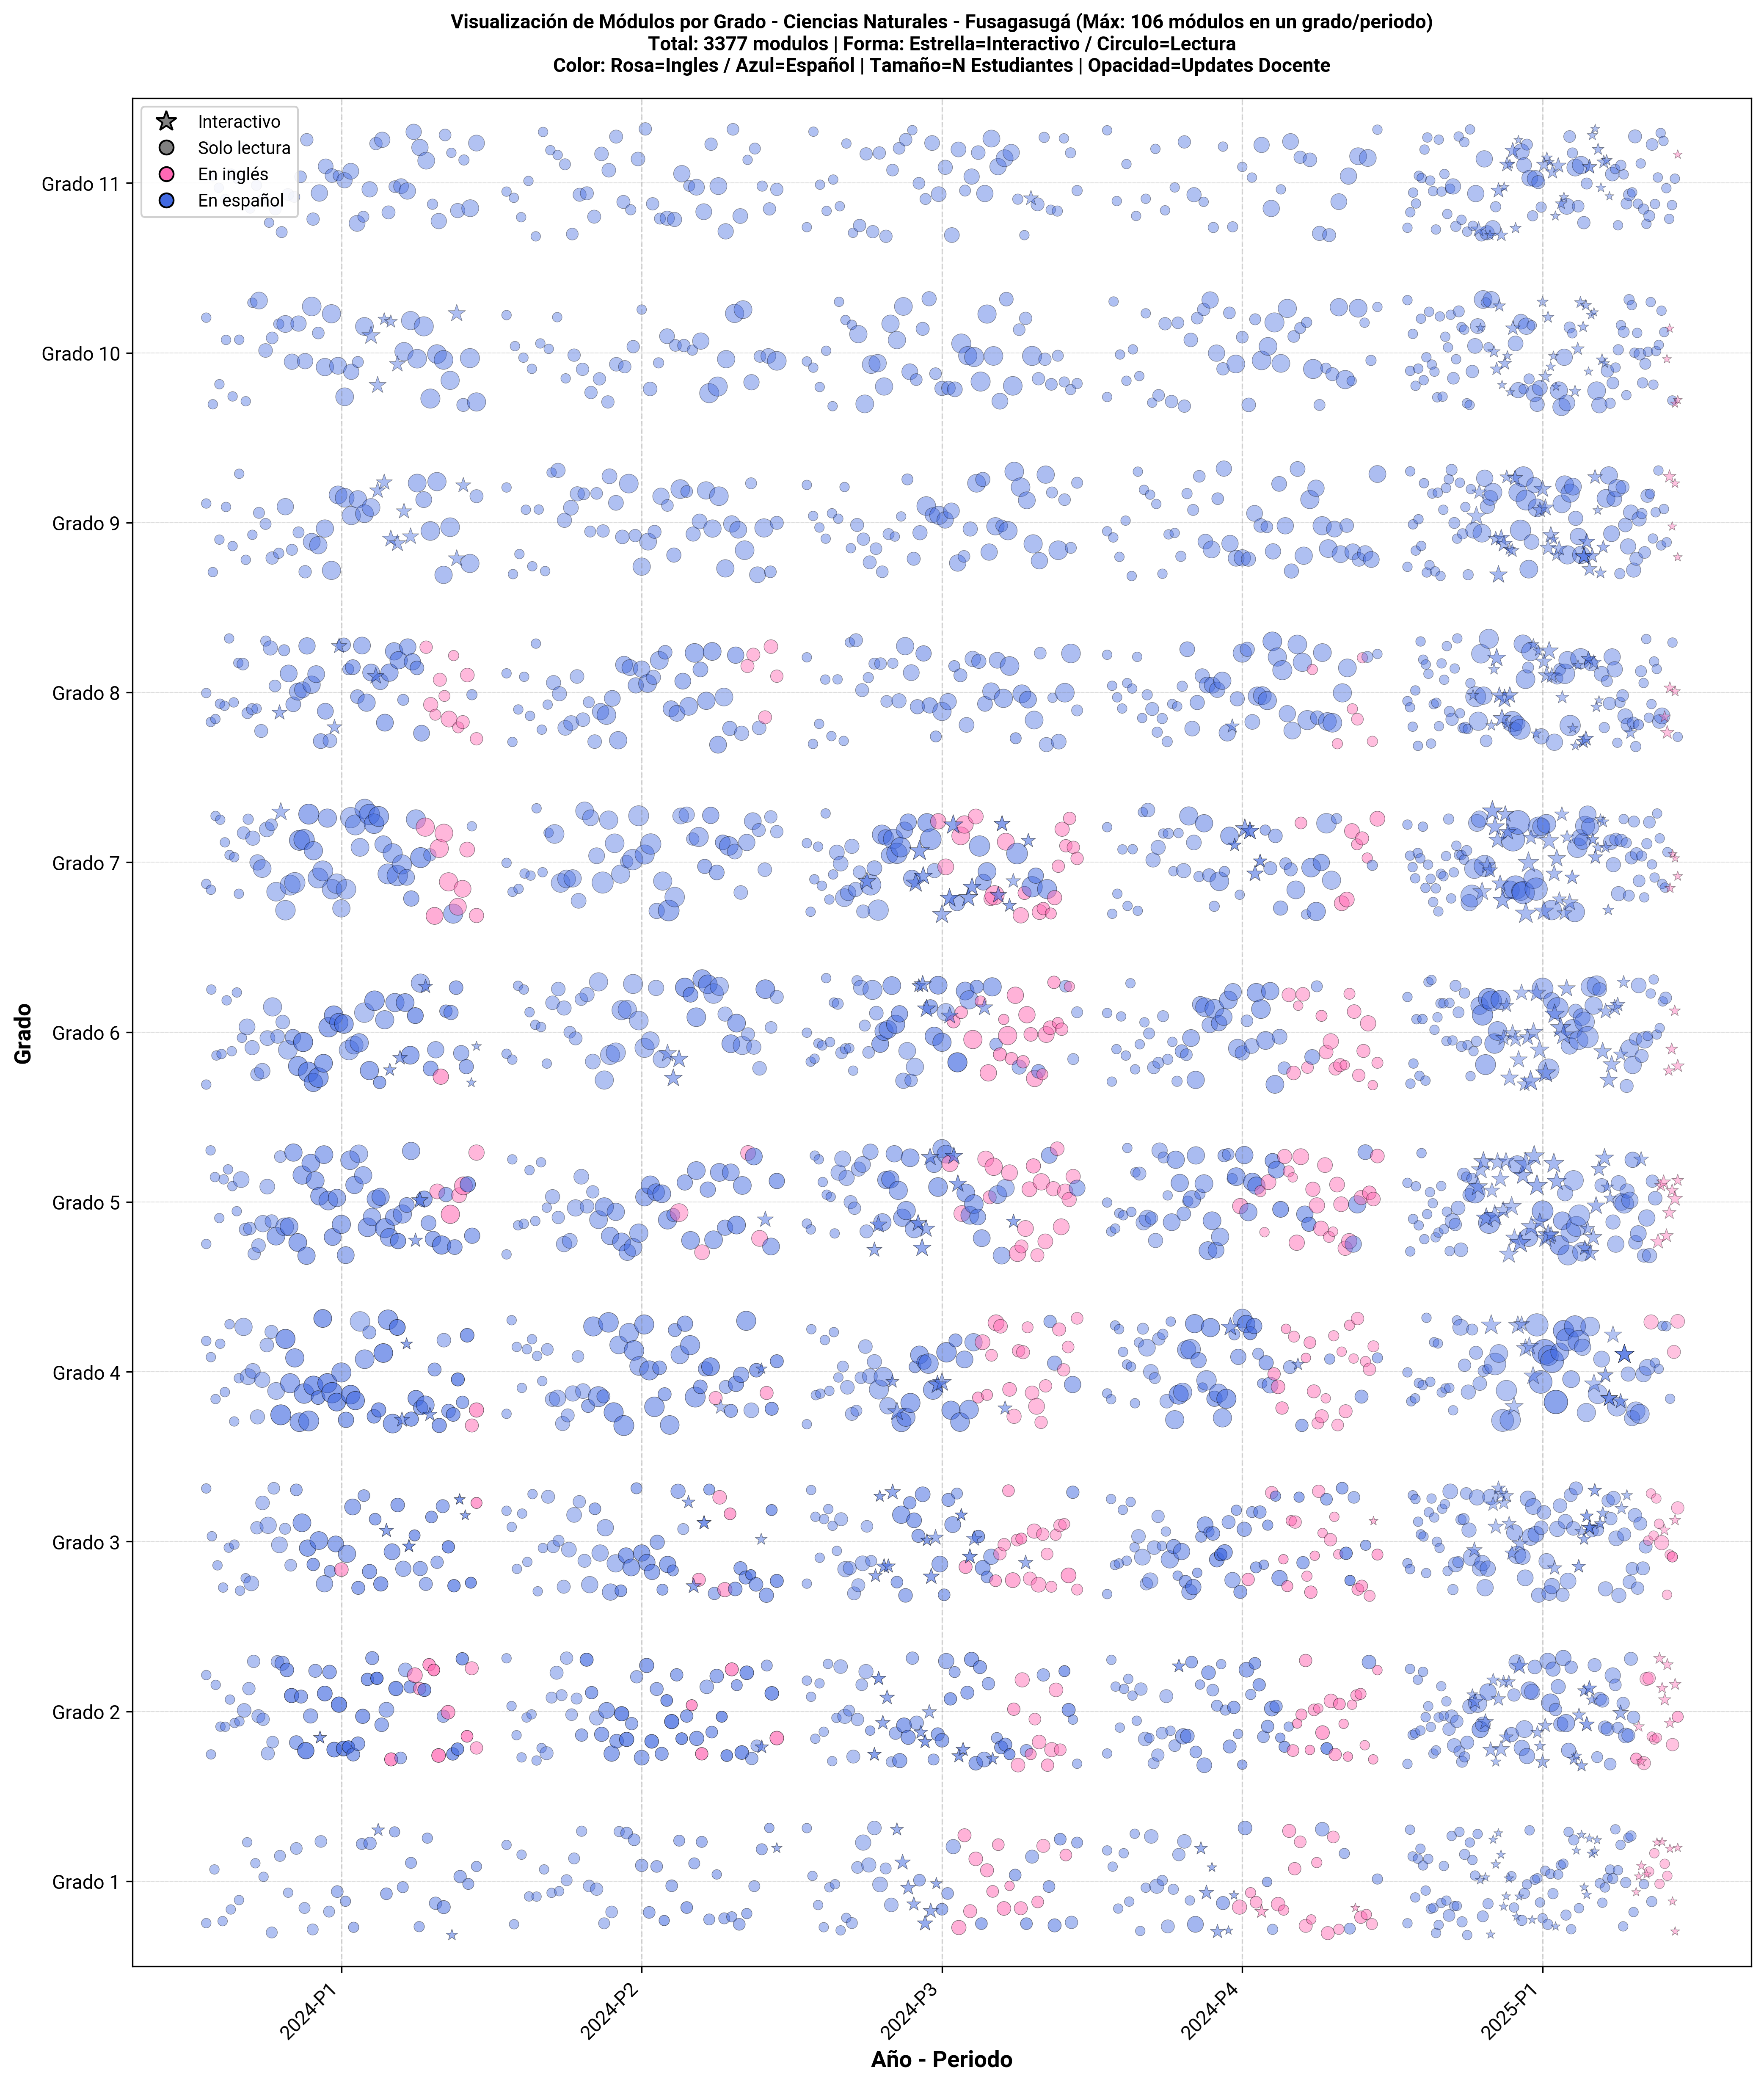 Visualización de Módulos por Grado - Ciencias Naturales - Fusagasugá (Máx: 106 módulos en un grado/periodo)
Total: 3377 modulos | Forma: Estrella=Interactivo / Circulo=Lectura
Color: Rosa=Ingles / Azul=Español | Tamaño=N Estudiantes | Opacidad=Updates Docente
Interactivo
Solo lectura
En inglés
En español
Grado 11
Grado 10
Grado 9
Grado 8
Grado 7
Grado 6
Grado 5
Grado 4
Grado 3
Grado 2
Grado 1
Grado
2024-P1
2024-P2
2024-P3
2024-P4
2025-P1
Año - Periodo